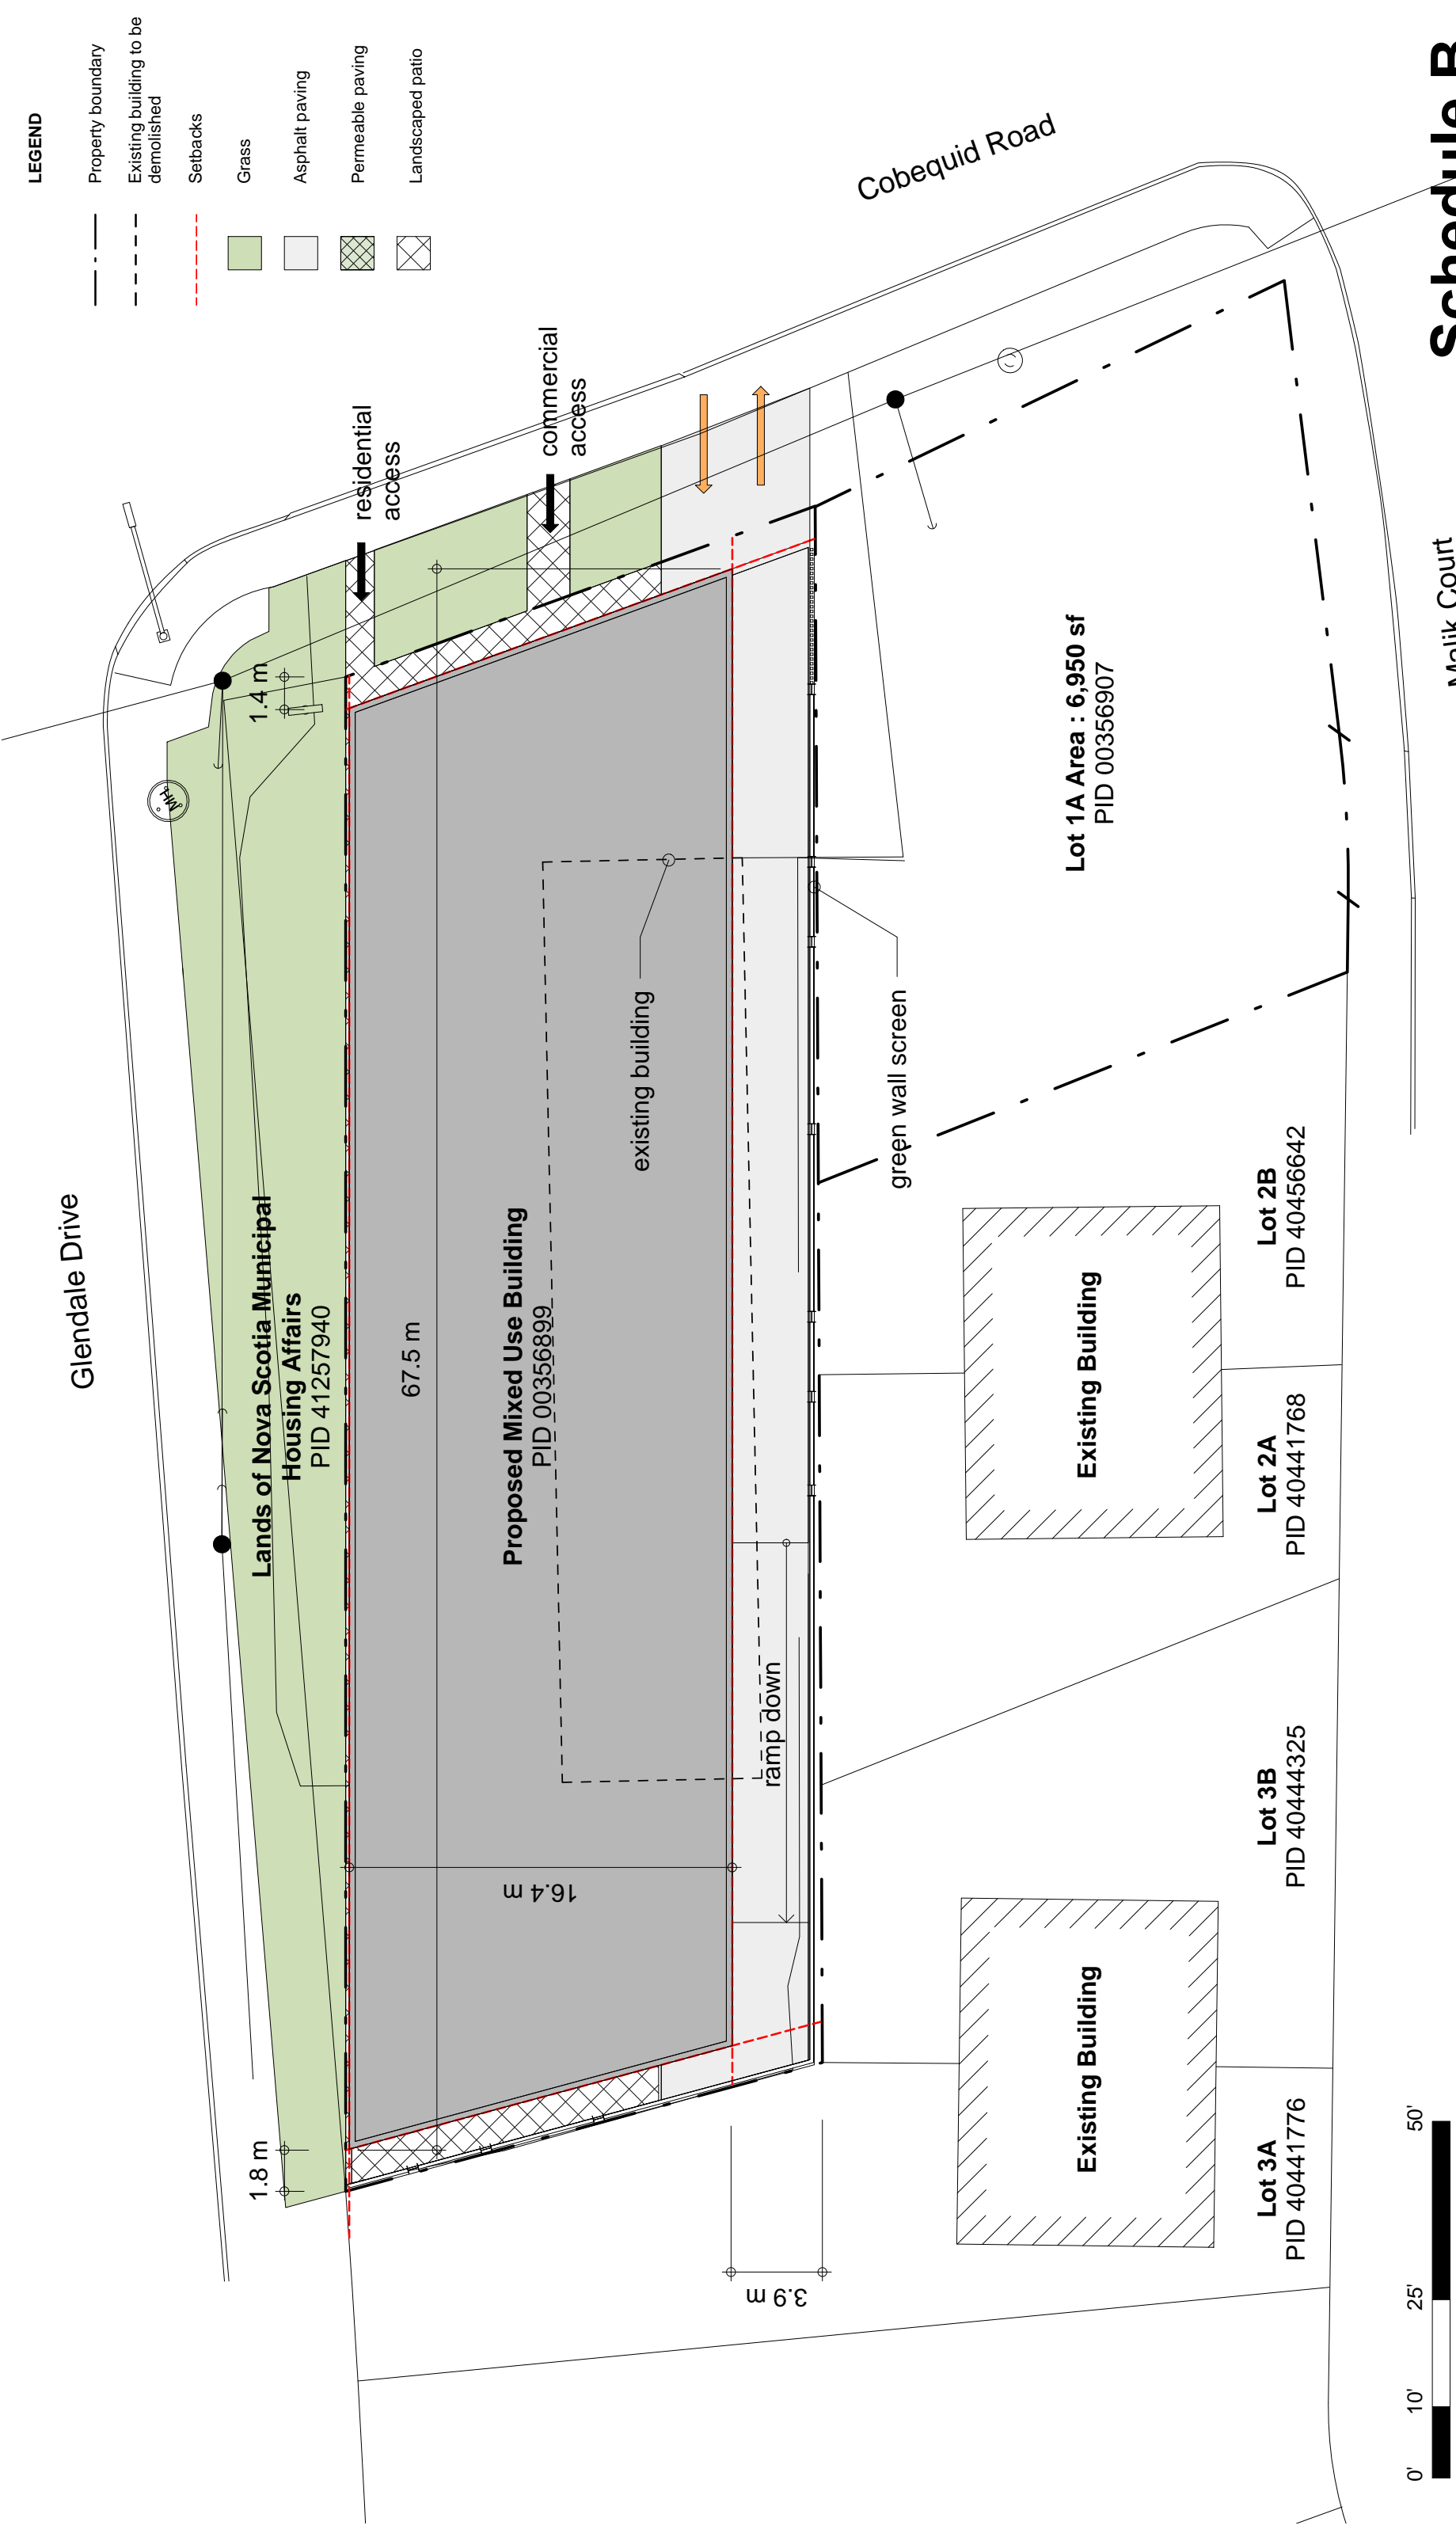 LEGEND
Property boundary
Existing building to be
demolished
Setbacks
Grass
Asphalt paving
Permeable paving
Landscaped patio
Glendale Drive
Cobequid Road
residential
access
commercial
access
1.4 m
MH
Lands of Nova Scotia Municipal
Housing Affairs
PID 41257940
67.5 m
Proposed Mixed Use Building
PID 00356899
existing building
green wall screen
16.4 m
ramp down
1.8 m
3.9 m
Lot 1A Area : 6,950 sf
PID 00356907
Existing Building
Lot 2B
PID 40456642
Lot 2A
PID 40441768
Lot 3B
PID 40444325
Existing Building
Lot 3A
PID 40441776
Malik Court
Schedule B
0' 10' 25' 50'